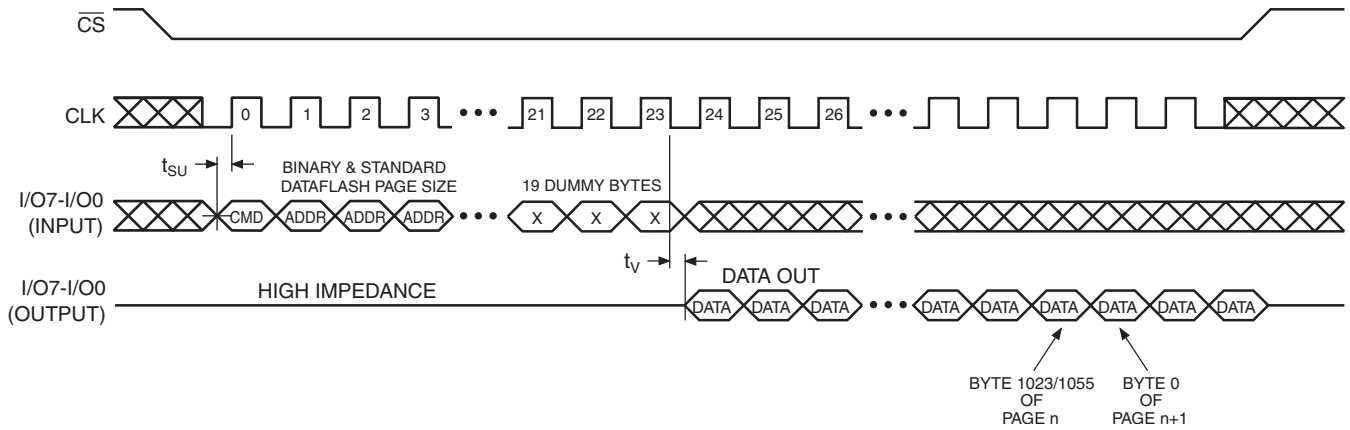 CS
CLK
0 1 2 3 ••• 21 22 23 24 25 26 •••
tSU
BINARY & STANDARD
DATAFLASH PAGE SIZE
19 DUMMY BYTES
I/O7-I/O0
(INPUT)
CMD ADDR ADDR ADDR ••• X X X •••
tV
DATA OUT
I/O7-I/O0
(OUTPUT)
HIGH IMPEDANCE
DATA DATA DATA ••• DATA DATA DATA DATA DATA DATA
BYTE 1023/1055
OF
PAGE n
BYTE 0
OF
PAGE n+1